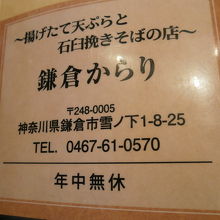 ～揚げたて天ぷらと
石臼挽きそばの店～
鎌倉からり
〒248-0005
神奈川県鎌倉市雪ノ下1-8-25
TEL. 0467-61-0570
年中無休